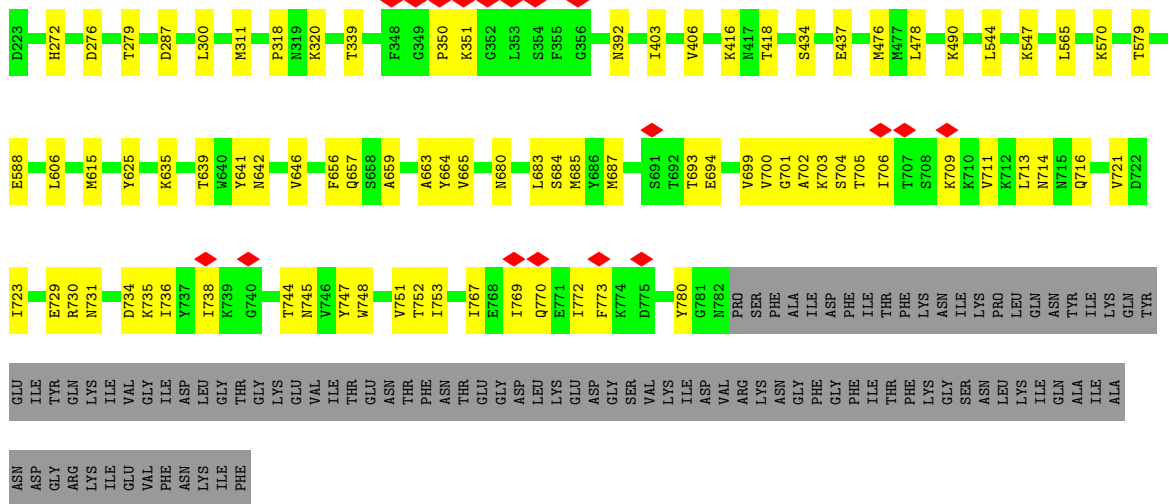 D223 H272 D276 T279 D287 L300 M311 P318 N319 K320 T339 F348 G349 P350 K351 G352 L353 S354 F355 G356 N392 I403 V406 K416 N417 T418 S434 E437 M476 M477 L478 K490 L544 K547 L565 K570 T579
E588 L606 M615 Y625 K635 T639 W640 Y641 N642 V646 F656 Q657 S658 A659 A663 Y664 V665 N680 L683 S684 M685 Y686 M687 S691 T692 T693 E694 V699 V700 G701 A702 K703 S704 T705 I706 T707 S708 K709 K710 V711 K712 L713 N714 N715 Q716 V721 D722
I723 E729 R730 N731 D734 K735 I736 Y737 I738 K739 G740 T744 N745 V746 Y747 W748 V751 T752 I753 I767 E768 I769 Q770 E771 I772 F773 K774 D775 Y780 G781 N782 PRO SER PHE ALA ILE ASP PHE ILE THR PHE LYS ASN ILE LYS PRO LEU GLN ASN TYR ILE LYS GLN TYR
GLU ILE TYR GLN LYS ILE VAL GLY ILE ASP LEU GLY THR GLY LYS GLU VAL ILE THR GLU ASN THR PHE ASN THR GLU GLY ASP LEU LYS GLU ASP GLY SER VAL LYS ILE ASP VAL ARG LYS ASN GLY PHE GLY PHE ILE THR PHE LYS GLY SER ASN LEU LYS ILE GLN ALA ILE ALA
ASN ASP GLY ARG LYS ILE GLU VAL PHE ASN LYS ILE PHE